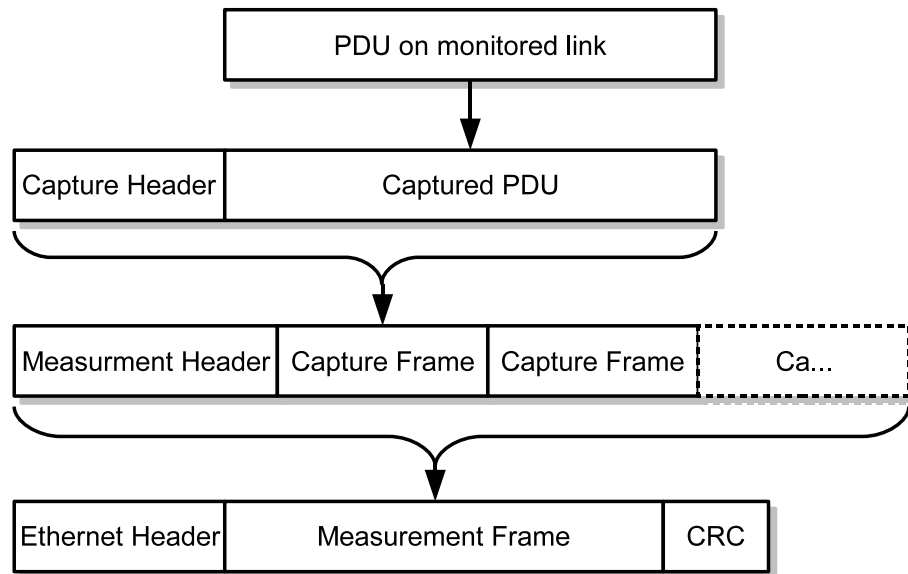 PDU on monitored link
Capture Header
Captured PDU
Measurment Header
Capture Frame
Capture Frame
Ca...
Ethernet Header
Measurement Frame
CRC